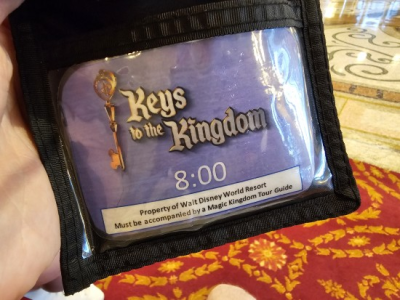 Keys
to the Kingdom
8:00
Property of Walt Disney World Resort
Must be accompanied by a Magic Kingdom Tour Guide